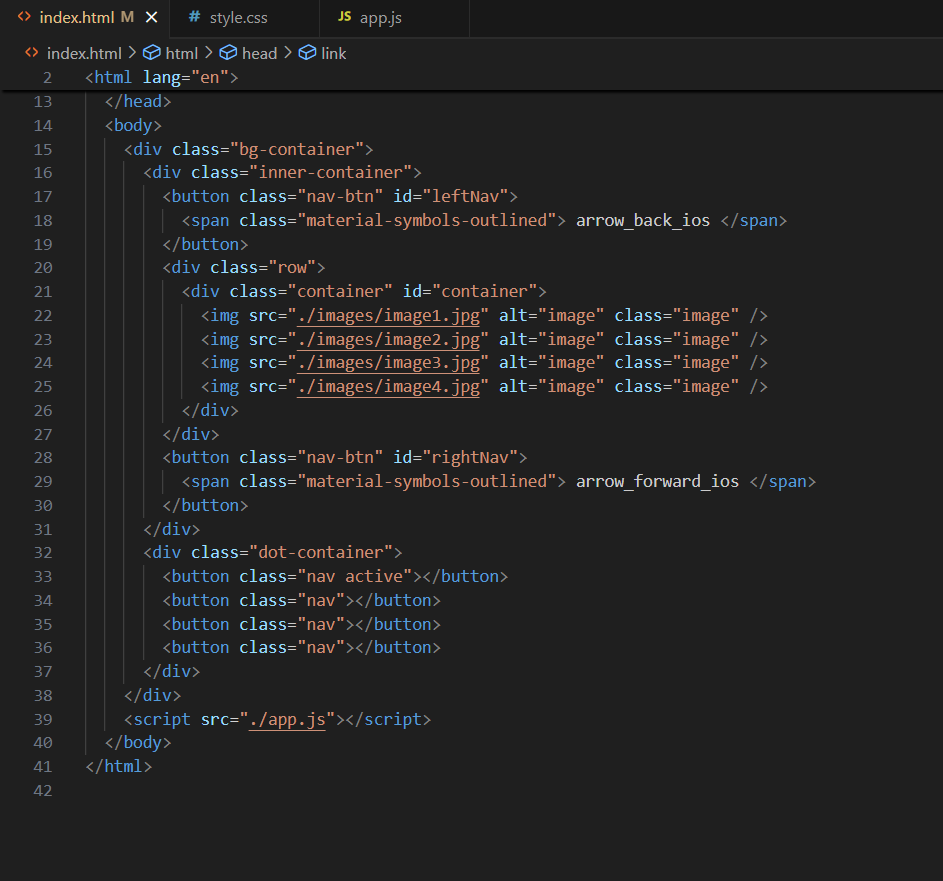 index.html M
# style.css
JS app.js
index.html > html > head > link
2 <html lang="en">
13 </head>
14 <body>
15 <div class="bg-container">
16 <div class="inner-container">
17 <button class="nav-btn" id="leftNav">
18 <span class="material-symbols-outlined"> arrow_back_ios </span>
19 </button>
20 <div class="row">
21 <div class="container" id="container">
22 <img src="./images/image1.jpg" alt="image" class="image" />
23 <img src="./images/image2.jpg" alt="image" class="image" />
24 <img src="./images/image3.jpg" alt="image" class="image" />
25 <img src="./images/image4.jpg" alt="image" class="image" />
26 </div>
27 </div>
28 <button class="nav-btn" id="rightNav">
29 <span class="material-symbols-outlined"> arrow_forward_ios </span>
30 </button>
31 </div>
32 <div class="dot-container">
33 <button class="nav active"></button>
34 <button class="nav"></button>
35 <button class="nav"></button>
36 <button class="nav"></button>
37 </div>
38 </div>
39 <script src="./app.js"></script>
40 </body>
41 </html>
42